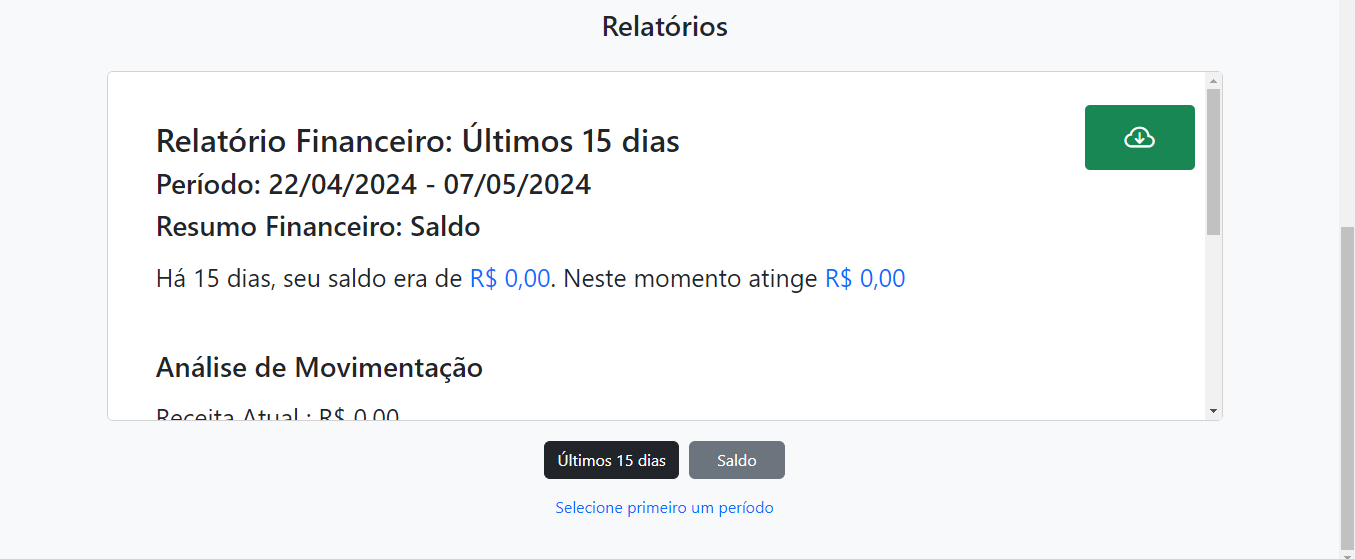 Relatórios
Relatório Financeiro: Últimos 15 dias
Período: 22/04/2024 - 07/05/2024
Resumo Financeiro: Saldo
Há 15 dias, seu saldo era de R$ 0,00. Neste momento atinge R$ 0,00
Análise de Movimentação
Receita Atual : R$ 0,00
Últimos 15 dias
Saldo
Selecione primeiro um período